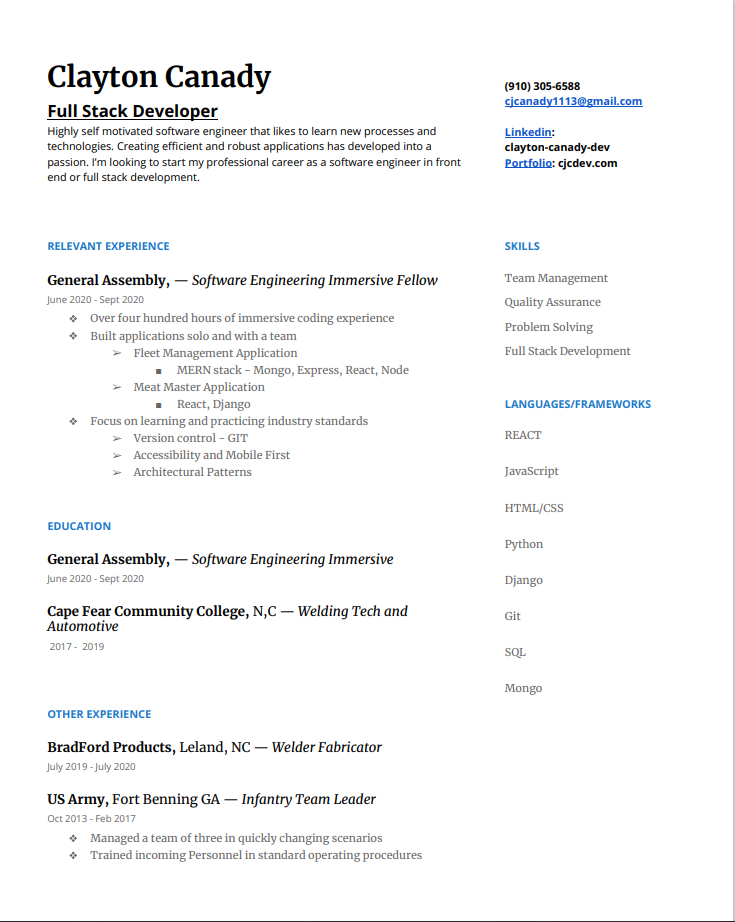 Clayton Canady
Full Stack Developer
Highly self motivated software engineer that likes to learn new processes and
technologies. Creating efficient and robust applications has developed into a
passion. I'm looking to start my professional career as a software engineer in front
end or full stack development.
(910) 305-6588
cjcanady1113@gmail.com
Linkedin:
clayton-canady-dev
Portfolio: cjcdev.com
RELEVANT EXPERIENCE
General Assembly, — Software Engineering Immersive Fellow
June 2020 - Sept 2020
❖ Over four hundred hours of immersive coding experience
❖ Built applications solo and with a team
➢ Fleet Management Application
■ MERN stack - Mongo, Express, React, Node
➢ Meat Master Application
■ React, Django
❖ Focus on learning and practicing industry standards
➢ Version control - GIT
➢ Accessibility and Mobile First
➢ Architectural Patterns
EDUCATION
General Assembly, — Software Engineering Immersive
June 2020 - Sept 2020
Cape Fear Community College, N,C — Welding Tech and
Automotive
2017 - 2019
OTHER EXPERIENCE
BradFord Products, Leland, NC — Welder Fabricator
July 2019 - July 2020
US Army, Fort Benning GA — Infantry Team Leader
Oct 2013 - Feb 2017
❖ Managed a team of three in quickly changing scenarios
❖ Trained incoming Personnel in standard operating procedures
SKILLS
Team Management
Quality Assurance
Problem Solving
Full Stack Development
LANGUAGES/FRAMEWORKS
REACT
JavaScript
HTML/CSS
Python
Django
Git
SQL
Mongo